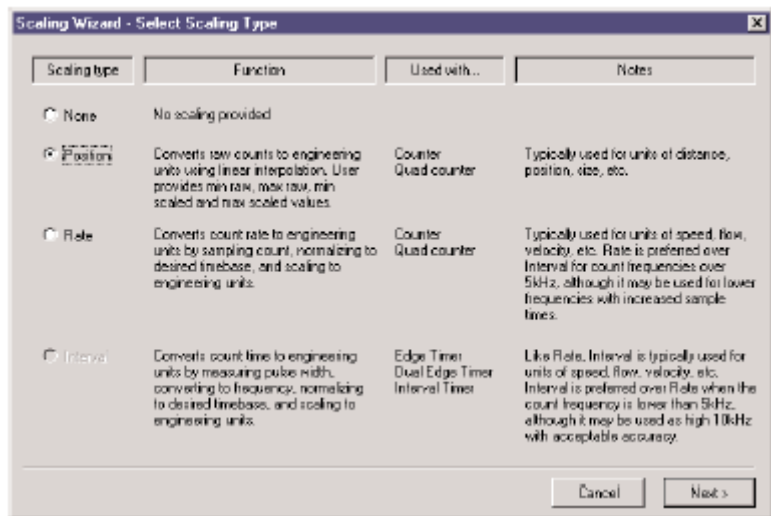 Scaling Wizard - Select Scaling Type
Scaling type Function Used with... Notes
None No scaling provided
Position Converts raw counts to engineering Counter Typically used for units of distance,
units using linear interpolation. User Quad counter position, size, etc.
provides min raw, max raw, min
scaled and max scaled values.
Rate Converts count rate to engineering Counter Typically used for units of speed, flow,
units by sampling count, normalizing to Quad counter velocity, etc. Rate is preferred over
desired timebase, and scaling to Interval for count frequencies over
engineering units. 5kHz, although it may be used for lower
frequencies with increased sample
times.
Interval Converts count time to engineering Edge Timer Like Rate, Interval is typically used for
units by measuring pulse width, Dual Edge Timer units of speed, flow, velocity, etc.
converting to frequency, normalizing Interval Timer Interval is preferred over Rate when the
to desired timebase, and scaling to count frequency is lower than 5kHz,
engineering units. although it may be used as high 10kHz
with acceptable accuracy.
Cancel Next >